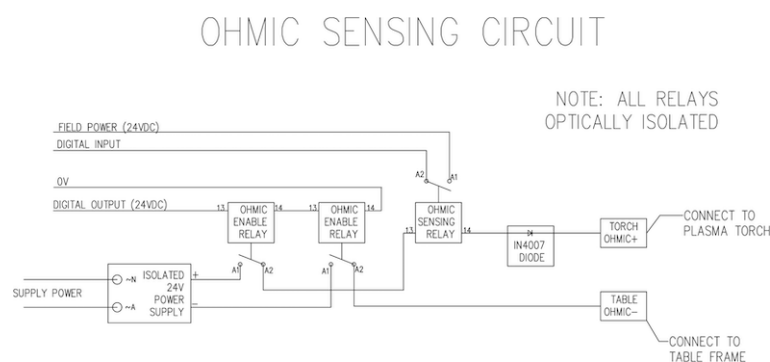 OHMIC SENSING CIRCUIT
NOTE: ALL RELAYS
OPTICALLY ISOLATED
FIELD POWER (24VDC)
DIGITAL INPUT
A2
A1
0V
DIGITAL OUTPUT (24VDC)
13
OHMIC
ENABLE
RELAY
14
13
OHMIC
ENABLE
RELAY
14
13
OHMIC
SENSING
RELAY
14
IN4007
DIODE
TORCH
OHMIC+
CONNECT TO
PLASMA TORCH
A1
A2
A1
A2
SUPPLY POWER
~N
~A
ISOLATED
24V
POWER
SUPPLY
+
-
TABLE
OHMIC-
CONNECT TO
TABLE FRAME